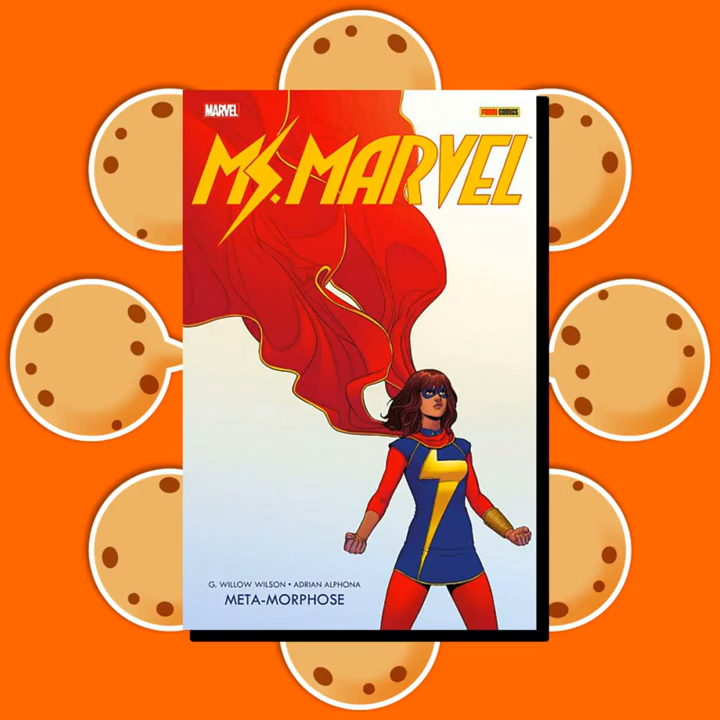 MARVEL
PANINI COMICS
MS. MARVEL
G. WILLOW WILSON • ADRIAN ALPHONA
META-MORPHOSE